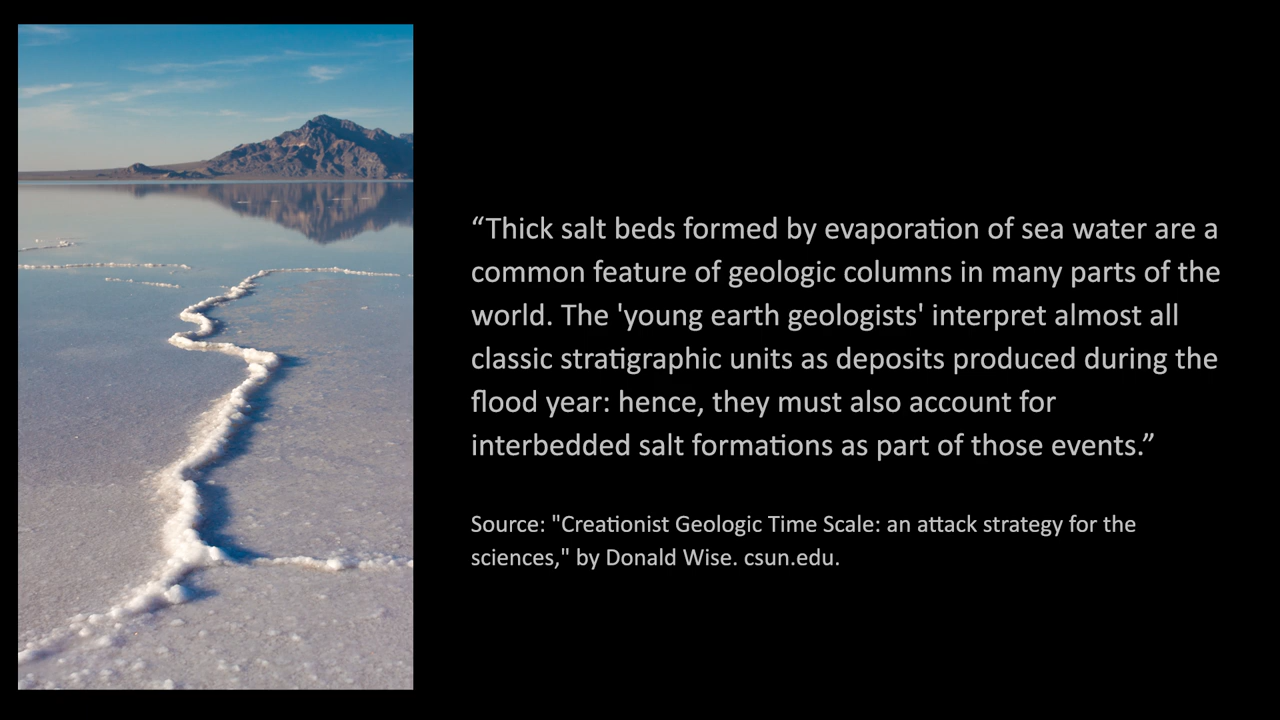 “Thick salt beds formed by evaporation of sea water are a
common feature of geologic columns in many parts of the
world. The 'young earth geologists' interpret almost all
classic stratigraphic units as deposits produced during the
flood year: hence, they must also account for
interbedded salt formations as part of those events.”
Source: "Creationist Geologic Time Scale: an attack strategy for the
sciences," by Donald Wise. csun.edu.